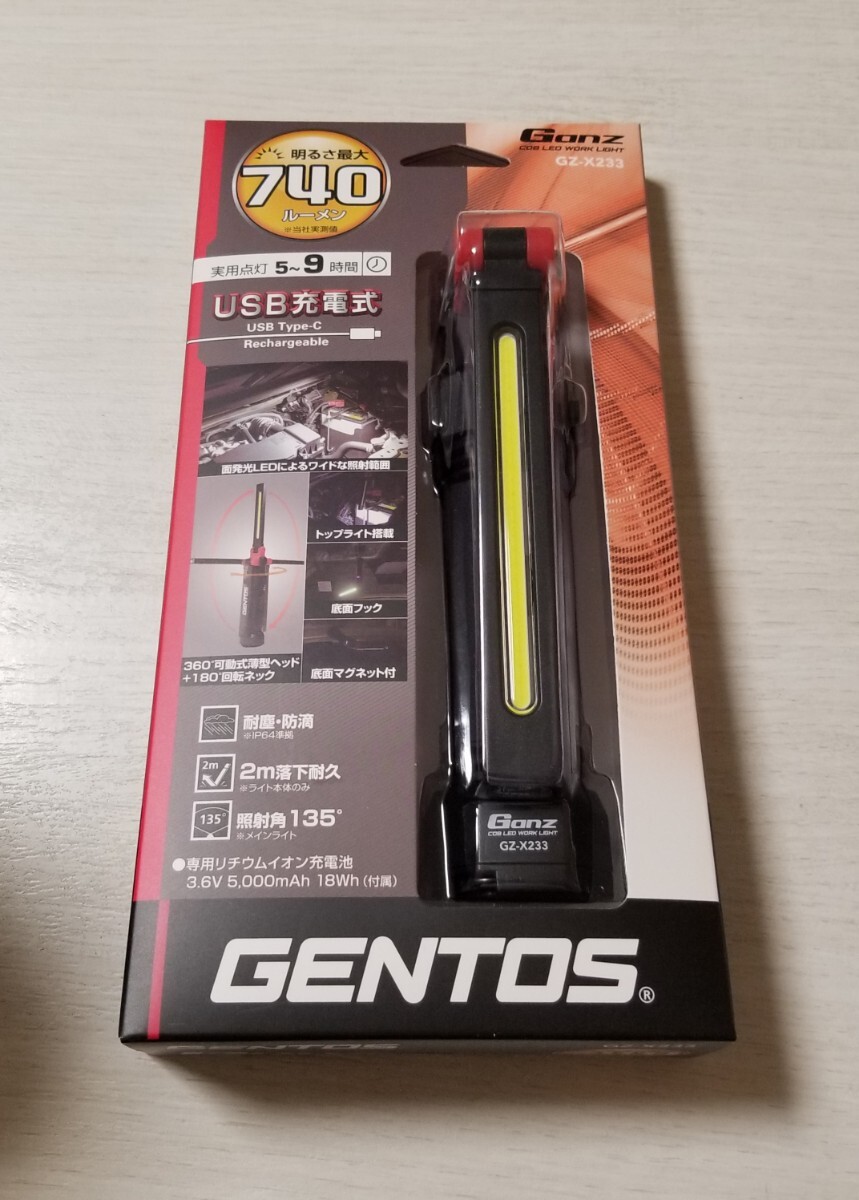 明るさ最大
740
ルーメン
※当社実測値
Ganz
COB LED WORK LIGHT
GZ-X233
実用点灯 5~9時間
USB充電式
USB Type-C
Rechargeable
面発光LEDによるワイドな照射範囲
トップライト搭載
底面フック
360°可動式薄型ヘッド
+180°回転ネック
底面マグネット付
耐塵・防滴
※IP64準拠
2m
2m落下耐久
※ライト本体のみ
135°
照射角135°
※メインライト
●専用リチウムイオン充電池
3.6V 5,000mAh 18Wh(付属)
Ganz
COB LED WORK LIGHT
GZ-X233
GENTOS®
GENTOS
GZ-X233